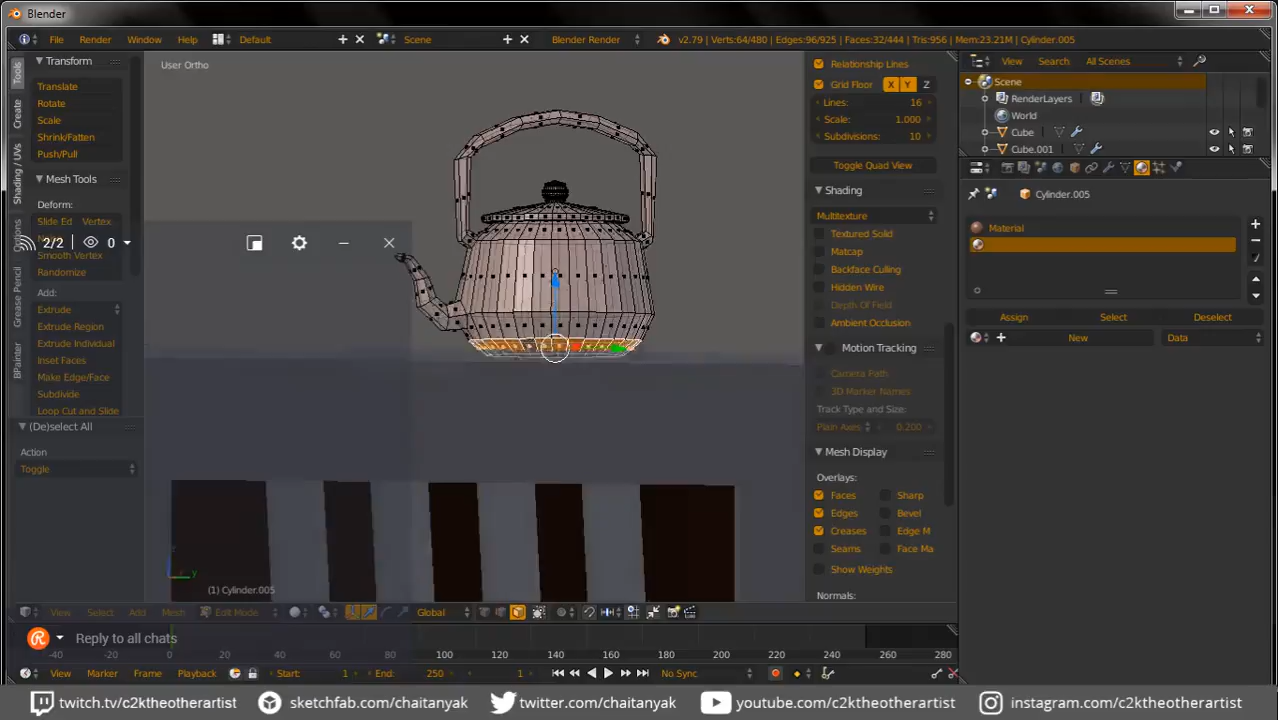 Blender
File Render Window Help Default Scene Blender Render v2.79 | Verts:64/480 | Edges:96/925 | Faces:32/444 | Tris:956 | Mem:23.21M | Cylinder.005
Tools
Create
Shading / UVs
Options
Grease Pencil
BPainter
Transform
Translate
Rotate
Scale
Shrink/Fatten
Push/Pull
Mesh Tools
Deform:
Slide Ed Vertex
2/2 0
Smooth Vertex
Randomize
Add:
Extrude
Extrude Region
Extrude Individual
Inset Faces
Make Edge/Face
Subdivide
Loop Cut and Slide
(De)select All
Action
Toggle
User Ortho
z
y
(1) Cylinder.005
Relationship Lines
Grid Floor X Y Z
Lines: 16
Scale: 1.000
Subdivisions: 10
Toggle Quad View
Shading
Multitexture
Textured Solid
Matcap
Backface Culling
Hidden Wire
Depth Of Field
Ambient Occlusion
Motion Tracking
Camera Path
3D Marker Names
Track Type and Size:
Plain Axes 0.200
Mesh Display
Overlays:
Faces Sharp
Edges Bevel
Creases Edge M
Seams Face Ma
Show Weights
Normals:
View Search All Scenes
Scene
RenderLayers
World
Cube
Cube.001
Cylinder.005
Material
Assign Select Deselect
New Data
View Select Add Mesh Edit Mode Global
Reply to all chats
-40 -20 0 20 40 60 80 100 120 140 160 180 200 220 240 260 280
View Marker Frame Playback Start: 1 End: 250 1 No Sync
twitch.tv/c2ktheotherartist sketchfab.com/chaitanyak twitter.com/chaitanyak youtube.com/c2ktheotherartist instagram.com/c2ktheotherartist